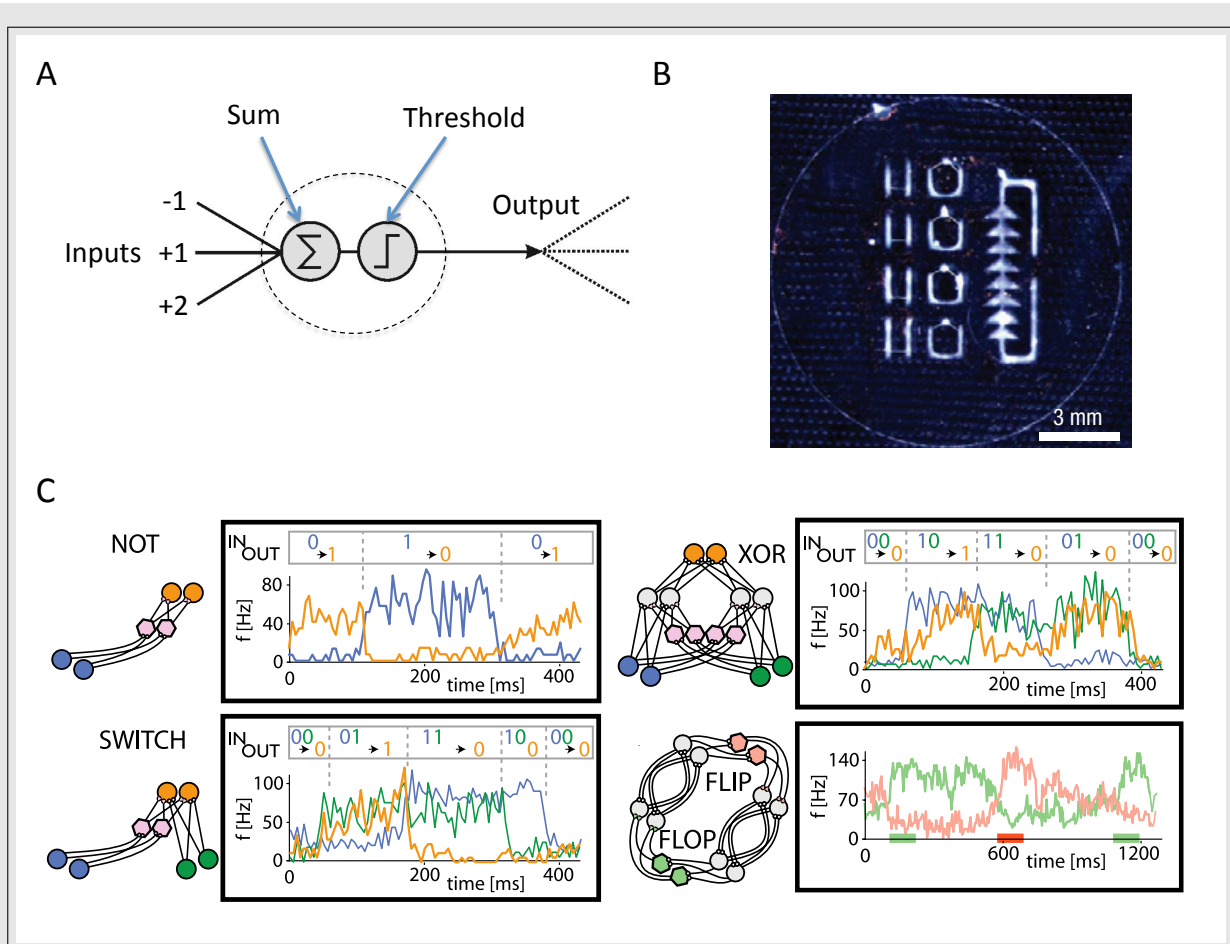 A
B
Sum
Threshold
-1
Output
Inputs +1
+2
Σ
3 mm
C
NOT
IN OUT
0 → 1
1 → 0
0 → 1
80
40
0
f [Hz]
0 200 400
time [ms]
XOR
IN OUT
00 → 0
10 → 1
11 → 0
01 → 0
00 → 0
100
50
0
f [Hz]
0 200 400
time [ms]
SWITCH
IN OUT
00 → 0
01 → 1
11 → 0
10 → 0
00 → 0
100
50
0
f [Hz]
0 200 400
time [ms]
FLIP
FLOP
140
70
0
f [Hz]
0 600 1200
time [ms]